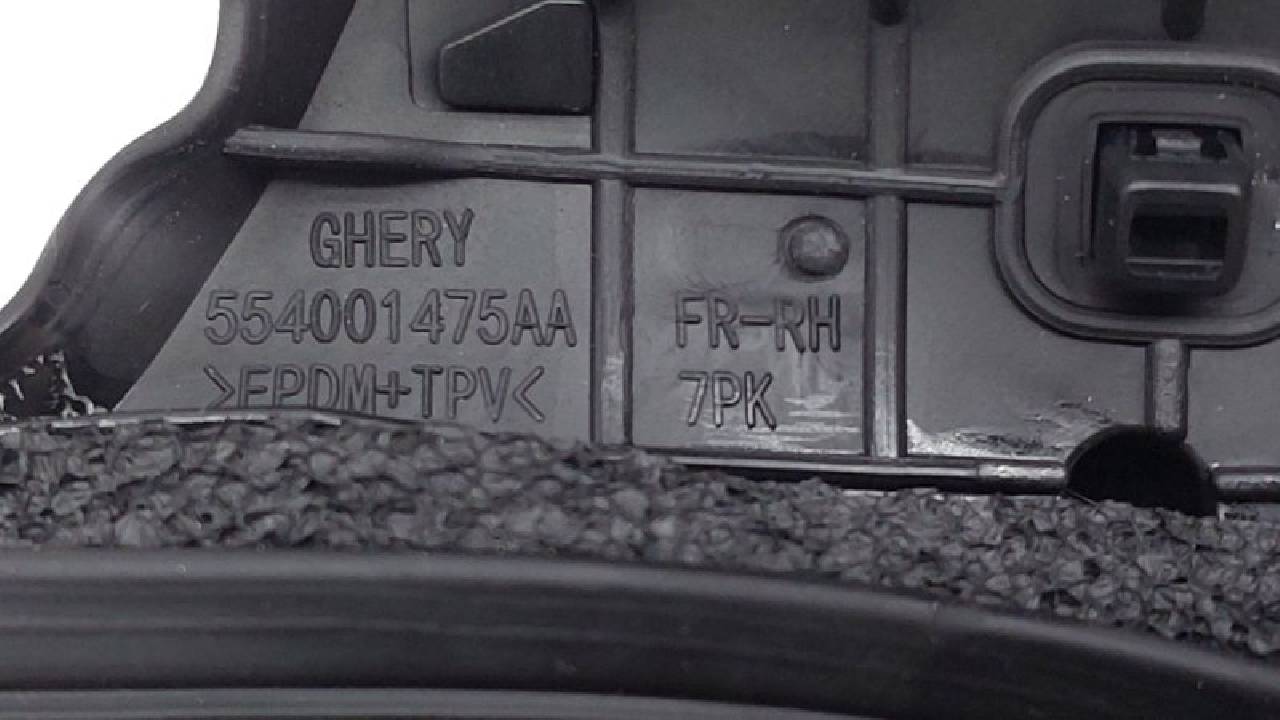 GHERY
554001475AA
>EPDM+TPV<
FR-RH
7PK